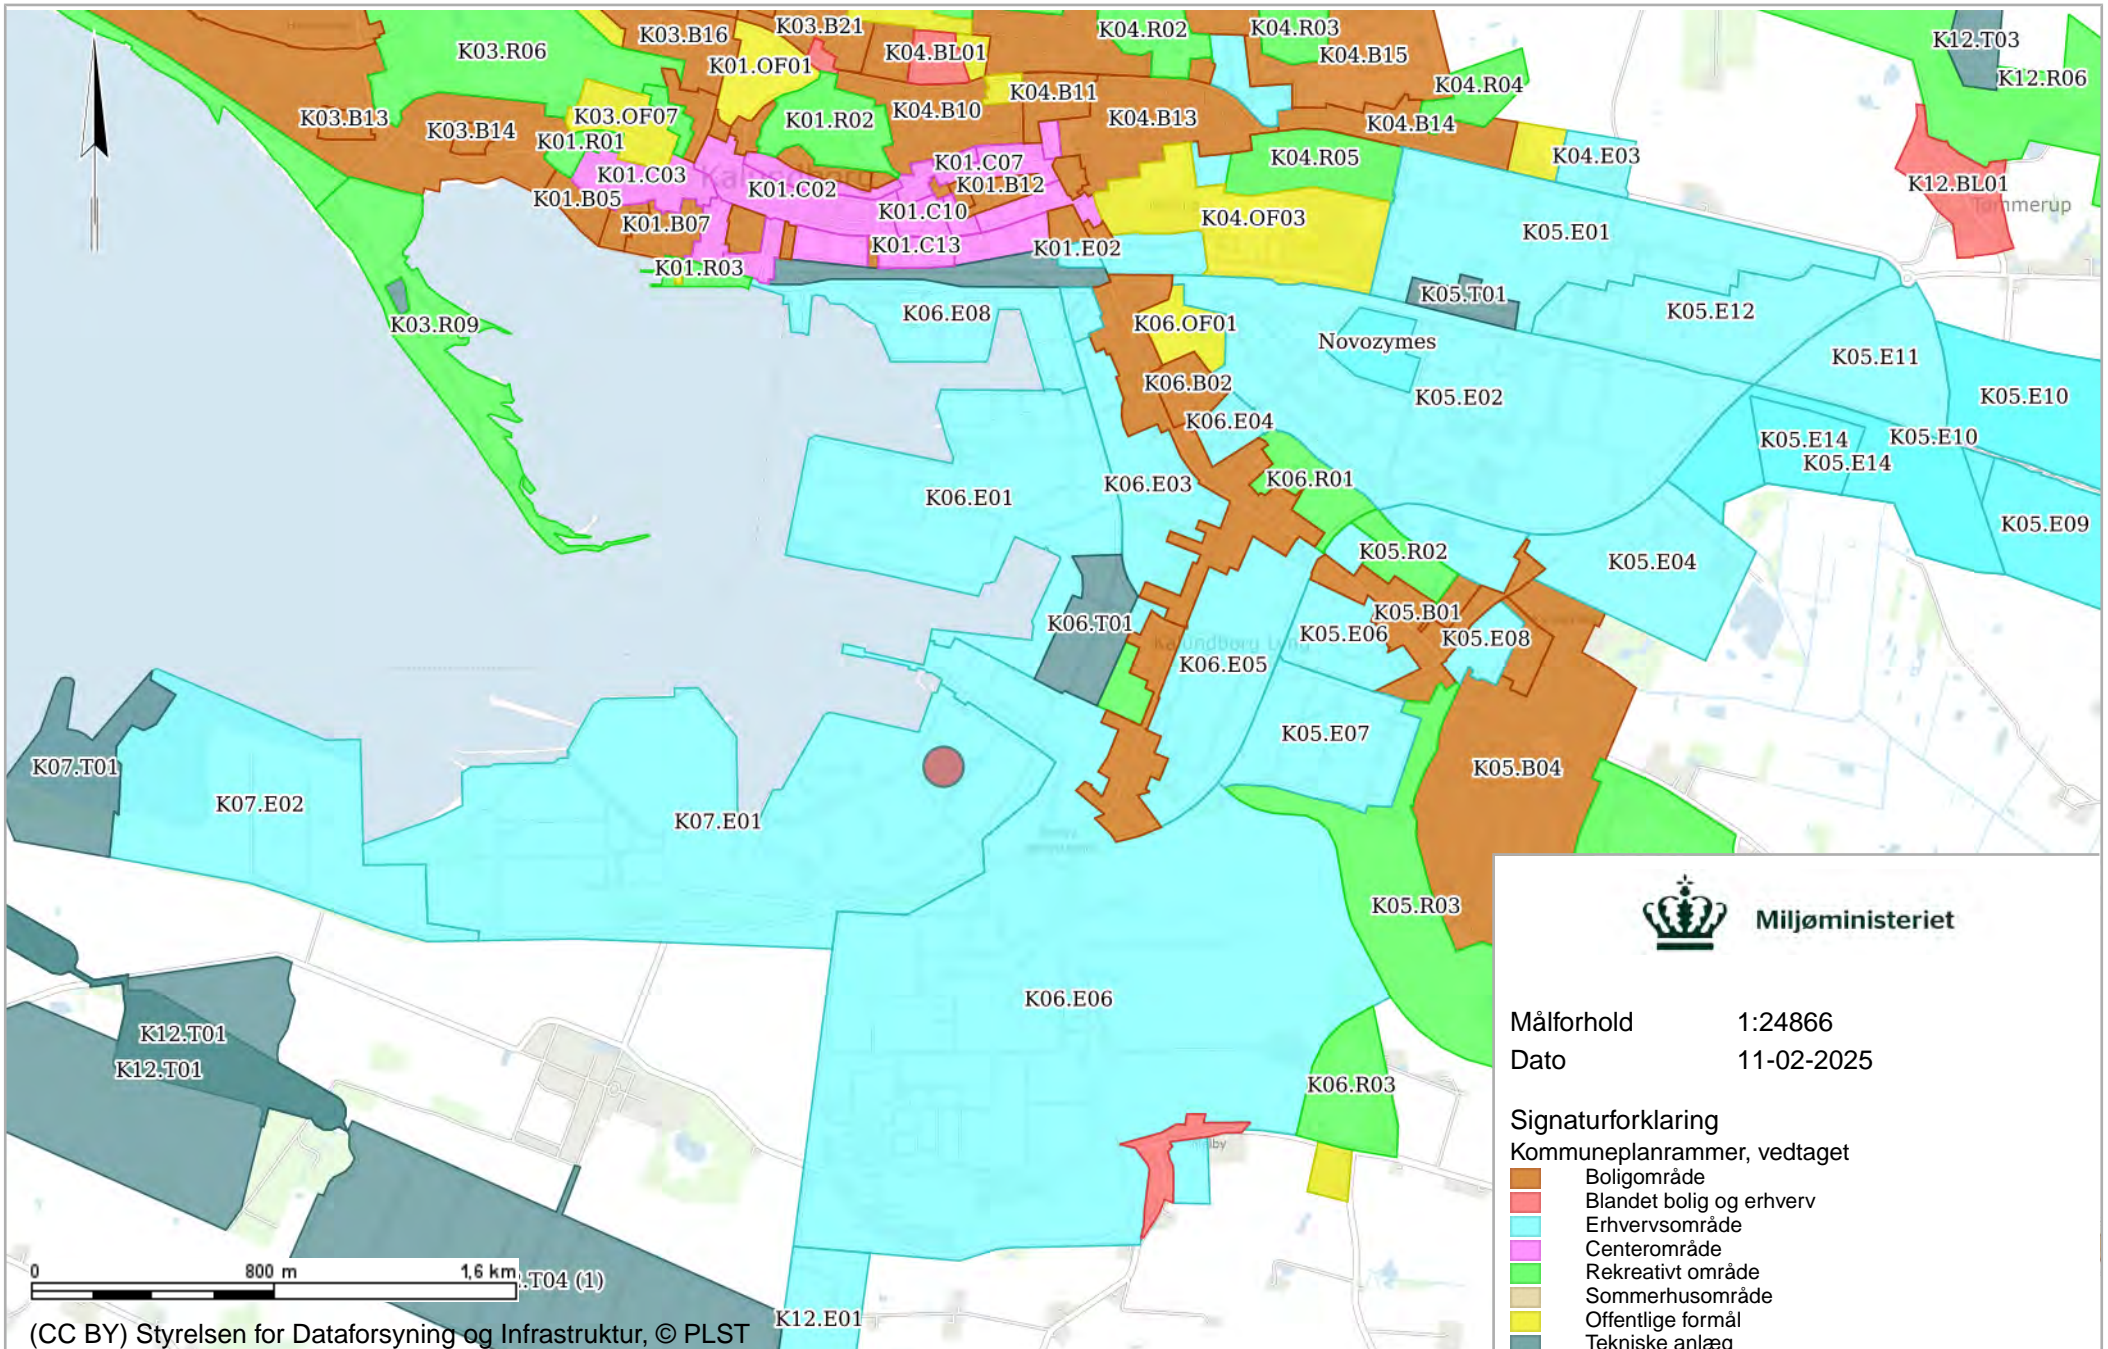 K03.B21
K03.B16
K04.R02
K04.R03
K12.T03
K03.R06
K04.BL01
K04.B15
K01.OF01
K12.R06
K04.R04
K04.B11
K03.B13
K03.B14
K03.OF07
K01.R02
K04.B10
K04.B13
K04.B14
K01.R01
K04.R05
K04.E03
K01.C07
K01.C03
Kalundborg
K01.C02
K01.B12
K12.BL01
K01.B05
Tømmerup
K01.B07
K01.C10
K04.OF03
K05.E01
K01.C13
K01.E02
K01.R03
K05.T01
K06.E08
K05.E12
K03.R09
K06.OF01
Novozymes
K05.E11
K06.B02
K05.E02
K05.E10
K06.E04
K05.E14
K05.E10
K05.E14
K06.R01
K06.E03
K06.E01
K05.E09
K05.R02
K05.E04
K05.B01
K06.T01
K05.E06
K05.E08
Kalundborg Lyng
K06.E05
K05.E07
K07.T01
K05.B04
K07.E02
K07.E01
K05.R03
Miljøministeriet
K06.E06
K12.T01
K12.T01
K06.R03
Målforhold 1:24866
Dato 11-02-2025
Signaturforklaring
Kommuneplanrammer, vedtaget
Boligområde
Blandet bolig og erhverv
Erhvervsområde
Centerområde
Rekreativt område
Sommerhusområde
Offentlige formål
Tekniske anlæg
0 800 m 1,6 km
.T04 (1)
K12.E01
(CC BY) Styrelsen for Dataforsyning og Infrastruktur, © PLST